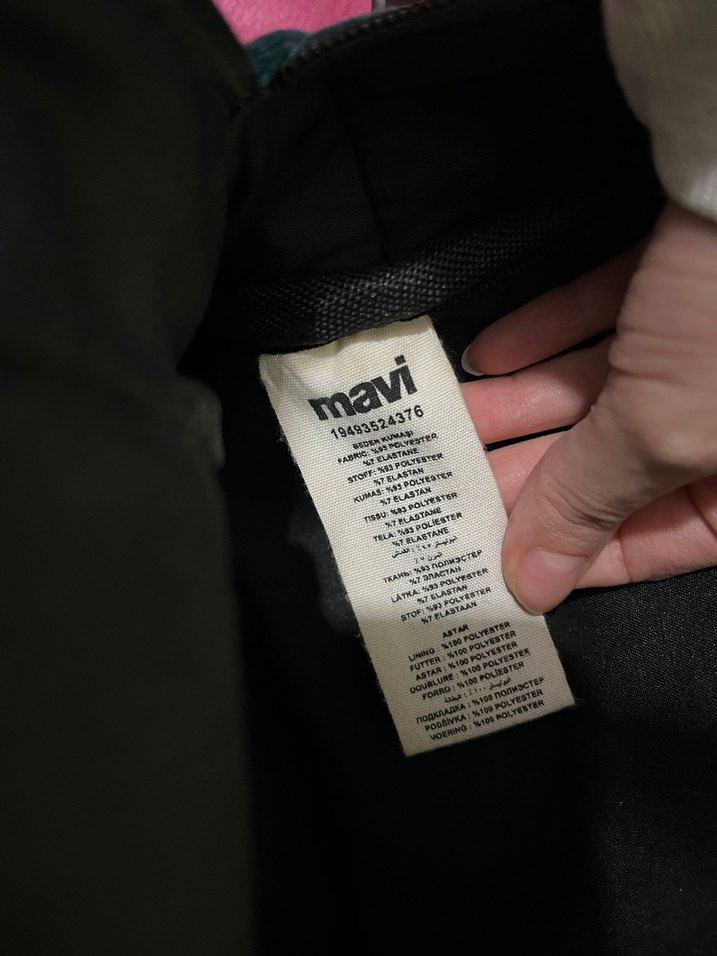 mavi
19493524376
BEDEN KUMAŞI
FABRIC: %93 POLYESTER
%7 ELASTANE
STOFF: %93 POLYESTER
%7 ELASTAN
KUMAŞ: %93 POLYESTER
%7 ELASTAN
TISSU: %93 POLYESTER
%7 ELASTANE
TELA: %93 POLIESTER
%7 ELASTANE
ТКАНЬ: %93 ПОЛИЭСТЕР
%7 ЭЛАСТАН
LÁTKA: %93 POLYESTER
%7 ELASTAN
STOF: %93 POLYESTER
%7 ELASTAAN
ASTAR
LINING : %100 POLYESTER
FUTTER : %100 POLYESTER
ASTAR : %100 POLYESTER
DOUBLURE : %100 POLYESTER
FORRO : %100 POLİESTER
ПОДКЛАДКА : %100 ПОЛИЭСТЕР
PODŠÍVKA : %100 POLYESTER
VOERING : %100 POLYESTER